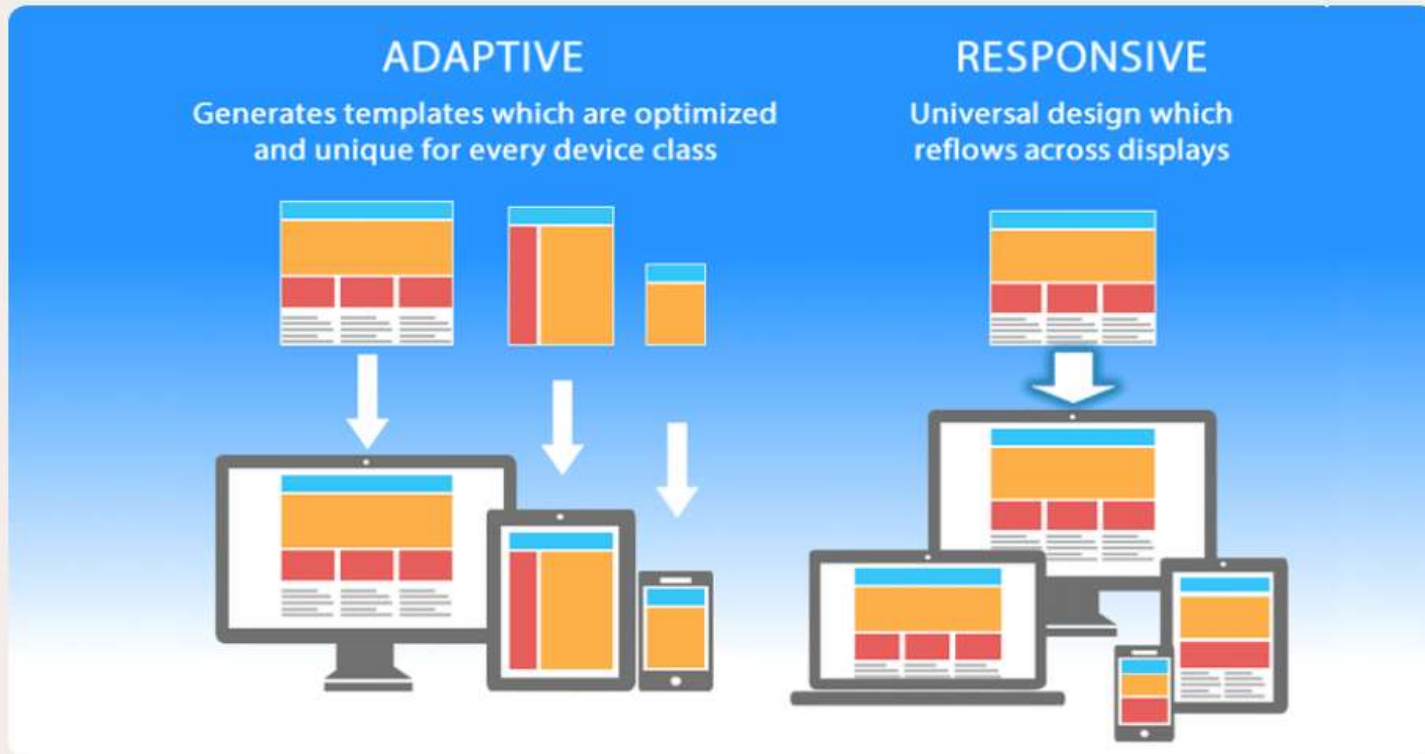 ADAPTIVE
Generates templates which are optimized
and unique for every device class
RESPONSIVE
Universal design which
reflows across displays